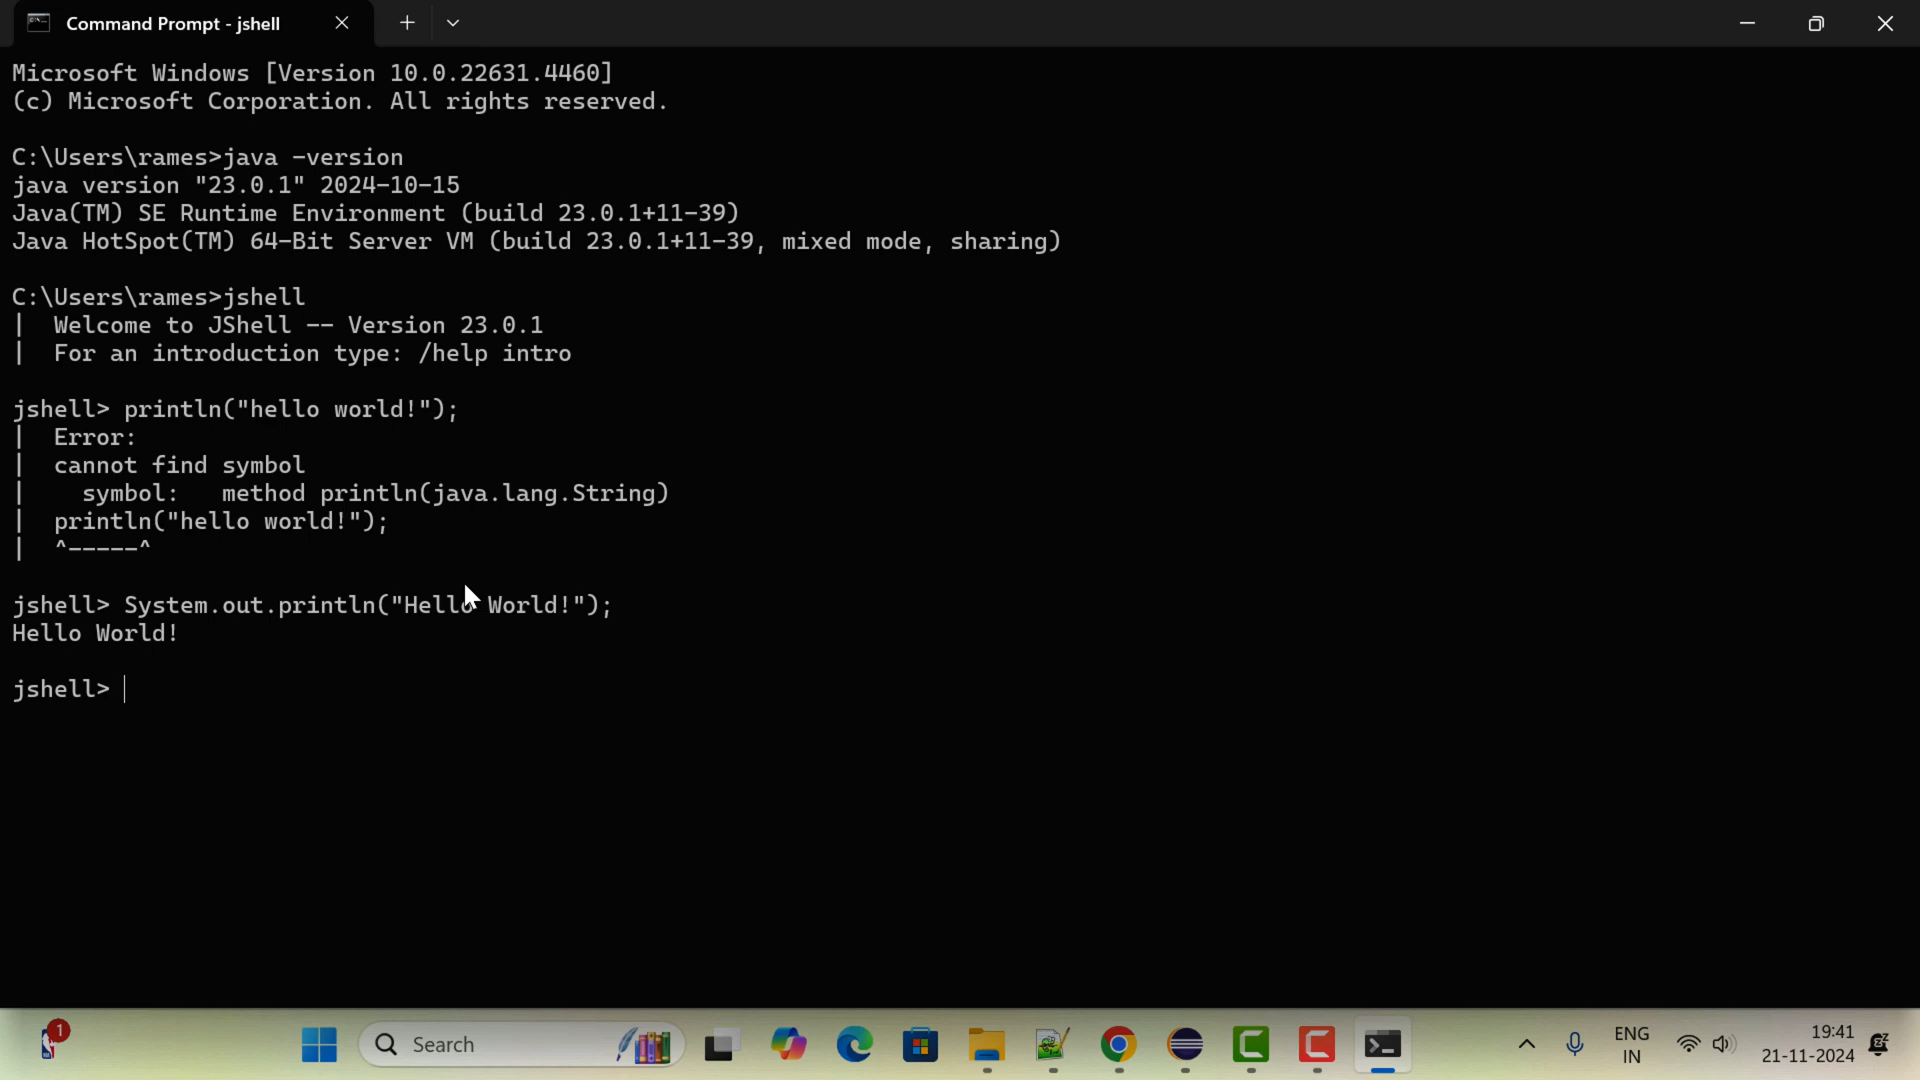 Command Prompt - jshell
Microsoft Windows [Version 10.0.22631.4460]
(c) Microsoft Corporation. All rights reserved.
C:\Users\rames>java -version
java version "23.0.1" 2024-10-15
Java(TM) SE Runtime Environment (build 23.0.1+11-39)
Java HotSpot(TM) 64-Bit Server VM (build 23.0.1+11-39, mixed mode, sharing)
C:\Users\rames>jshell
|  Welcome to JShell -- Version 23.0.1
|  For an introduction type: /help intro
jshell> println("hello world!");
|  Error:
|  cannot find symbol
|    symbol:   method println(java.lang.String)
|  println("hello world!");
|  ^-----^
jshell> System.out.println("Hello World!");
Hello World!
jshell>
1
Search
ENG
IN
19:41
21-11-2024